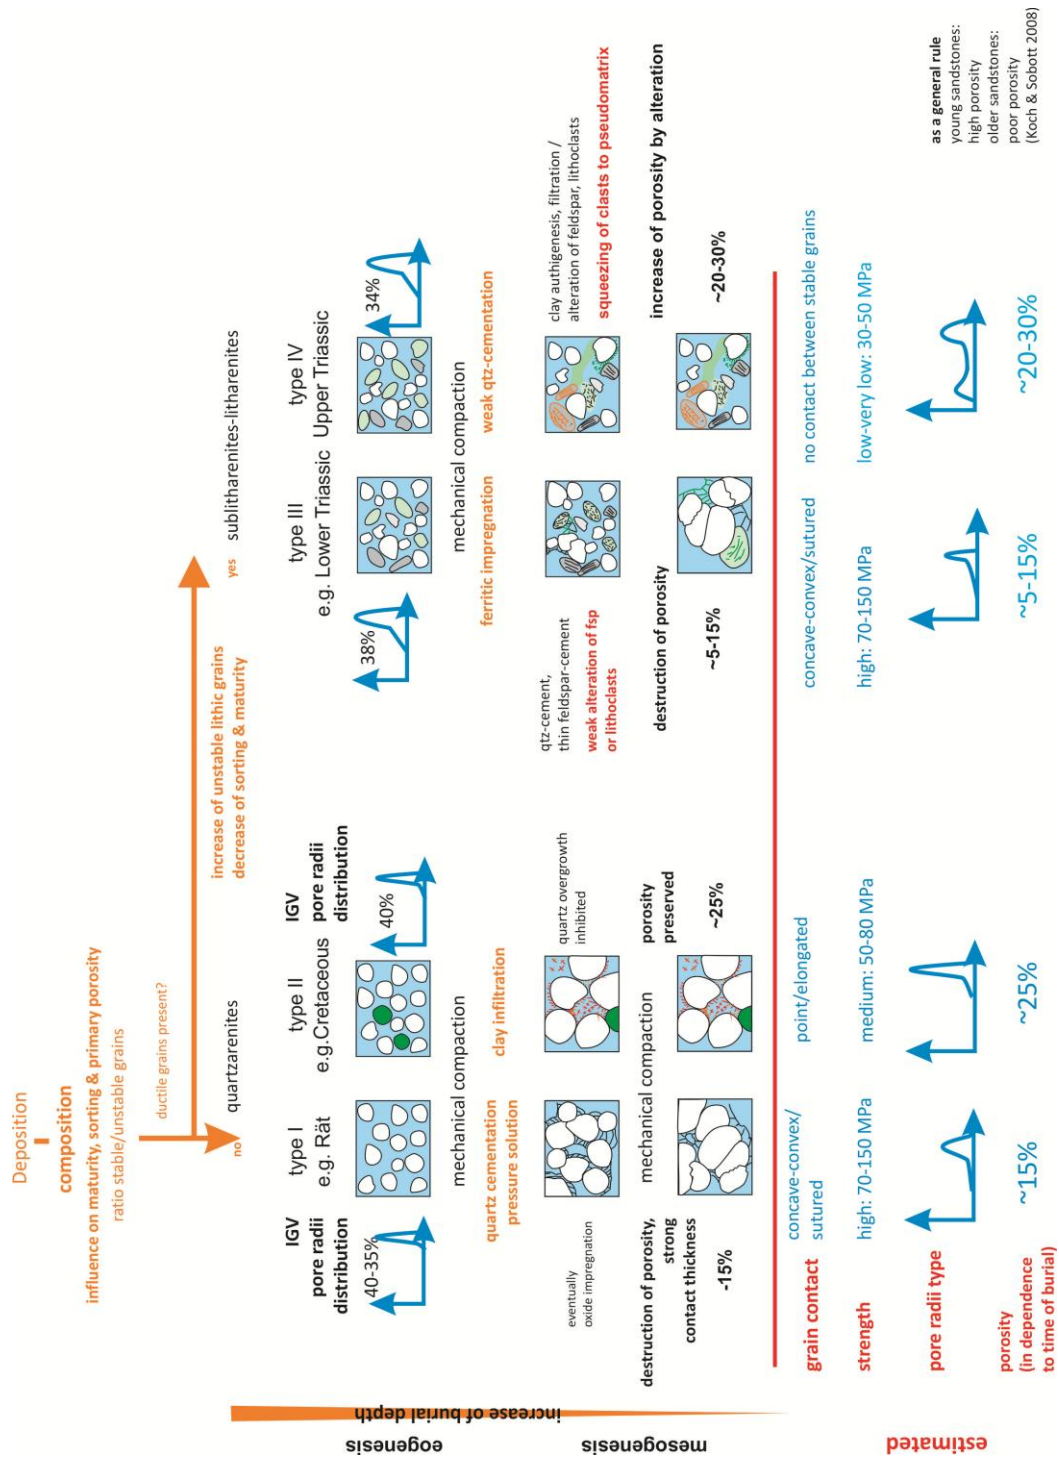 Deposition
composition
influence on maturity, sorting & primary porosity
ratio stable/unstable grains
ductile grains present?
no
yes
increase of unstable lithic grains
decrease of sorting & maturity
quartzarenites
sublitharenites-litharenites
type I
e.g. Rät
type II
e.g.Cretaceous
type III
e.g. Lower Triassic
type IV
Upper Triassic
IGV
pore radii
distribution
40-35%
IGV
pore radii
distribution
40%
38%
34%
mechanical compaction
mechanical compaction
quartz cementation
pressure solution
clay infiltration
ferritic impregnation
weak qtz-cementation
eventually
oxide impregnation
quartz overgrowth
inhibited
qtz-cement,
thin feldspar-cement
weak alteration of fsp
or lithoclasts
clay authigenesis, filtration /
alteration of feldspar, lithoclasts
squeezing of clasts to pseudomatrix
mechanical compaction
destruction of porosity,
strong
contact thickness
-15%
porosity
preserved
~25%
destruction of porosity
~5-15%
increase of porosity by alteration
~20-30%
grain contact
concave-convex/
sutured
point/elongated
concave-convex/sutured
no contact between stable grains
strength
high: 70-150 MPa
medium: 50-80 MPa
high: 70-150 MPa
low-very low: 30-50 MPa
pore radii type
porosity
(in dependence
to time of burial)
~15%
~25%
~5-15%
~20-30%
as a general rule
young sandstones:
high porosity
older sandstones:
poor porosity
(Koch & Sobott 2008)
increase of burial depth
eogenesis
mesogenesis
estimated